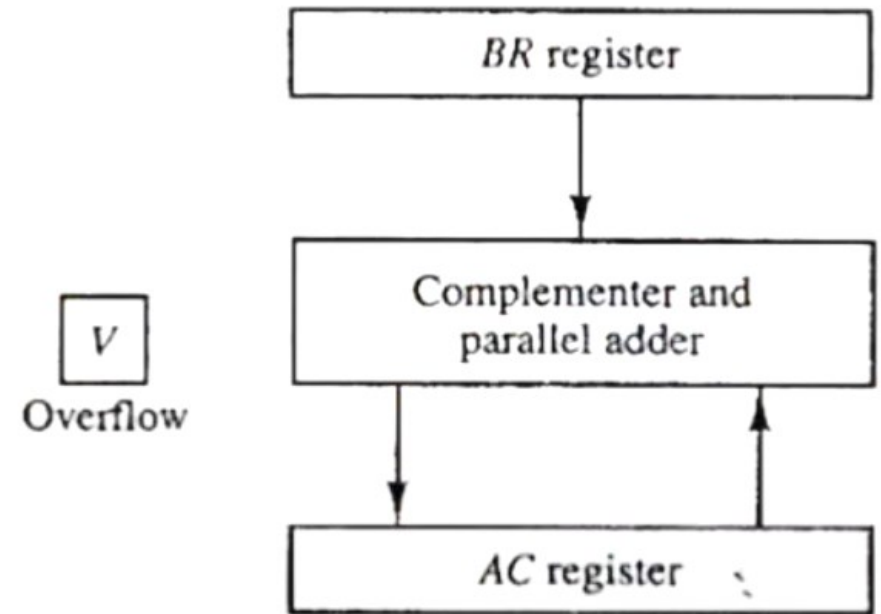 BR register
Complementer and
parallel adder
V
Overflow
AC register